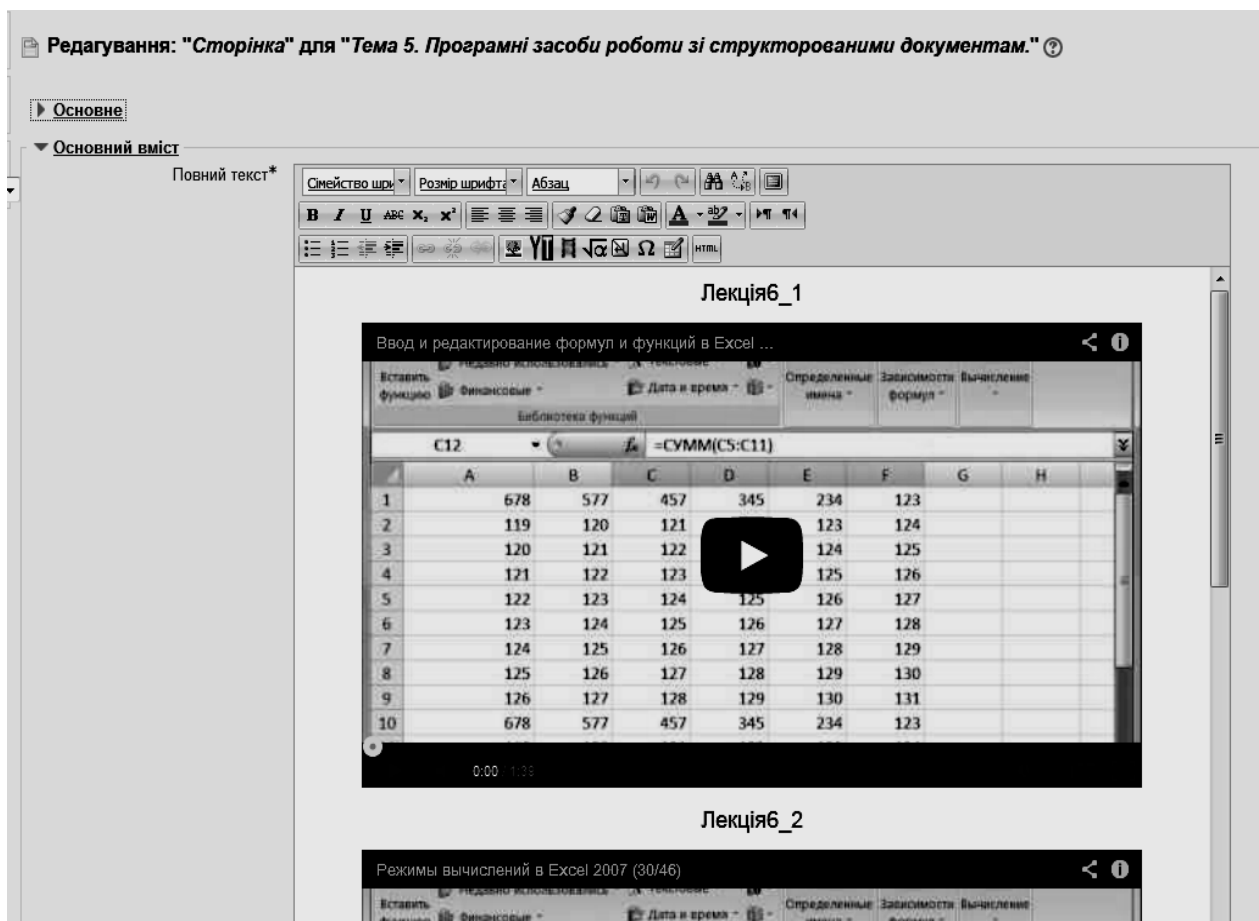 Редагування: "Сторінка" для "Тема 5. Програмні засоби роботи зі структорованими документам."
Основне
Основний вміст
Повний текст*
Сімейство шри
Розмір шрифта
Абзац
B I U ABC x₂ x²
HTML
Лекція6_1
Ввод и редактирование формул и функций в Excel ...
Вставить функцию
Финансовые
Дата и время
Определенные имена
Зависимости формул
Вычисление
Библиотека функций
C12 fx =СУММ(C5:C11)
A B C D E F G H
1 678 577 457 345 234 123
2 119 120 121 123 124
3 120 121 122 124 125
4 121 122 123 125 126
5 122 123 124 125 126 127
6 123 124 125 126 127 128
7 124 125 126 127 128 129
8 125 126 127 128 129 130
9 126 127 128 129 130 131
10 678 577 457 345 234 123
0:00 1:39
Лекція6_2
Режимы вычислений в Excel 2007 (30/46)
Вставить
Финансовые
Дата и время
Определенные
Зависимости
Вычисление